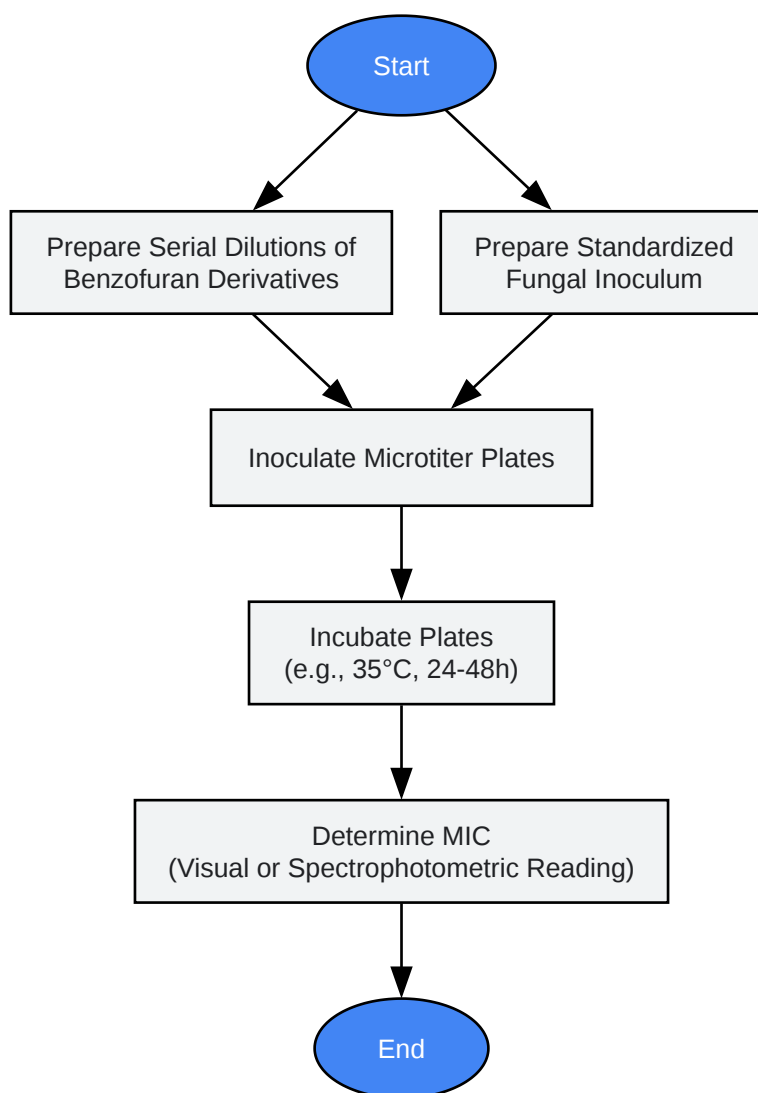 Start
Prepare Serial Dilutions of
Benzofuran Derivatives
Prepare Standardized
Fungal Inoculum
Inoculate Microtiter Plates
Incubate Plates
(e.g., 35°C, 24-48h)
Determine MIC
(Visual or Spectrophotometric Reading)
End